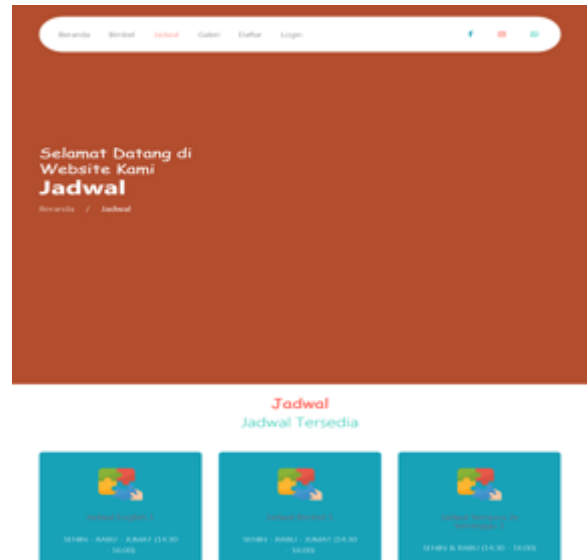 Beranda Bimbel Jadwal Galeri Daftar Login
Selamat Datang di
Website Kami
Jadwal
Beranda / Jadwal
Jadwal
Jadwal Tersedia
SENIN - RABU - JUMAT (14:30
- 16:00)
SENIN - RABU - JUMAT (14:30
- 16:00)
SENIN & RABU (14:30 - 16:00)